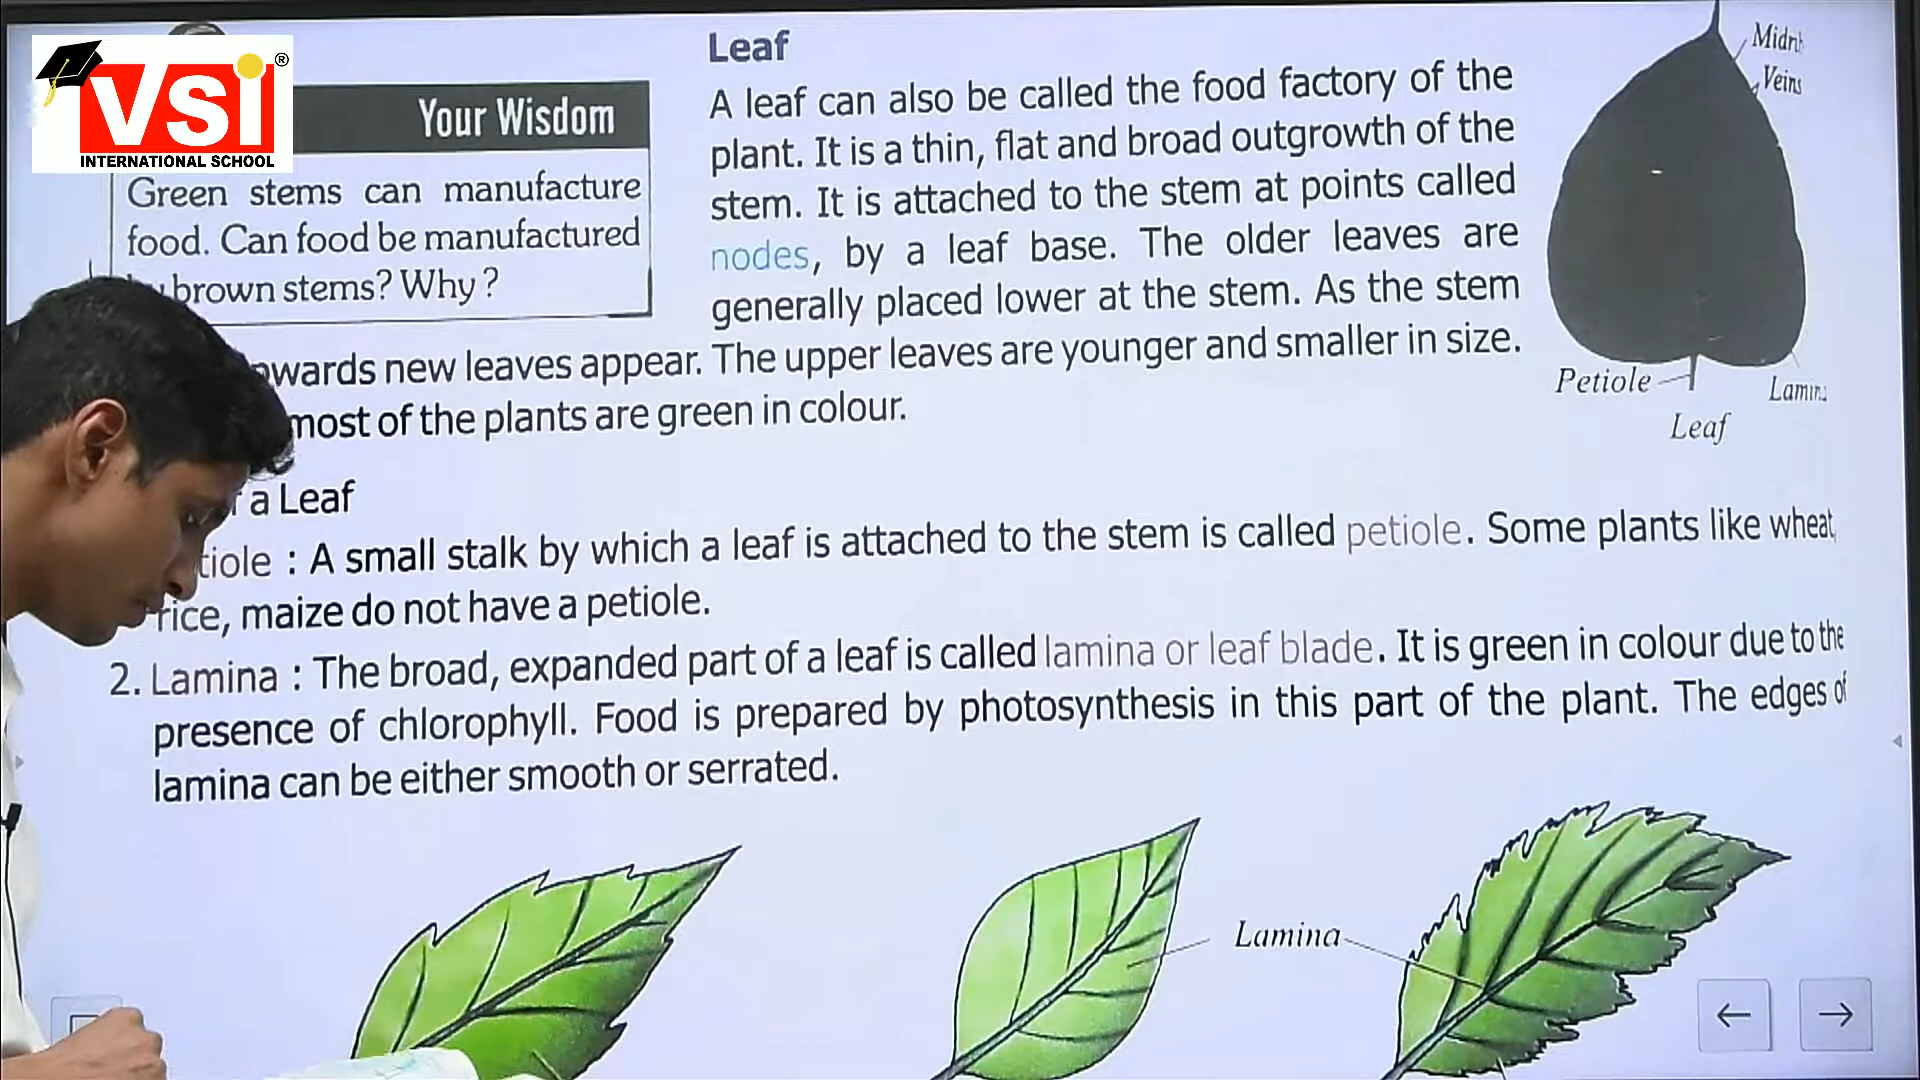 VSI ®
INTERNATIONAL SCHOOL
Your Wisdom
Green stems can manufacture
food. Can food be manufactured
brown stems? Why?
Leaf
A leaf can also be called the food factory of the
plant. It is a thin, flat and broad outgrowth of the
stem. It is attached to the stem at points called
nodes, by a leaf base. The older leaves are
generally placed lower at the stem. As the stem
wards new leaves appear. The upper leaves are younger and smaller in size.
most of the plants are green in colour.
Veins
Petiole
Leaf
a Leaf
tiole : A small stalk by which a leaf is attached to the stem is called petiole. Some plants like wheat,
rice, maize do not have a petiole.
2. Lamina : The broad, expanded part of a leaf is called lamina or leaf blade. It is green in colour due to the
presence of chlorophyll. Food is prepared by photosynthesis in this part of the plant. The edges of
lamina can be either smooth or serrated.
Lamina